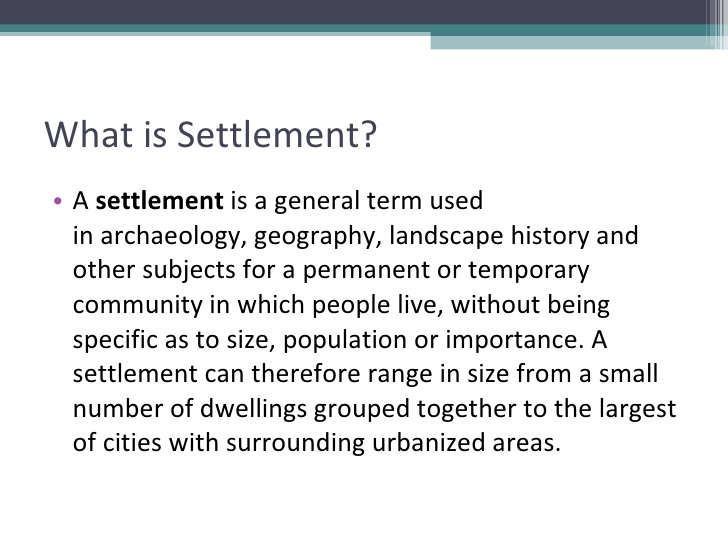 What is Settlement?
• A settlement is a general term used
in archaeology, geography, landscape history and
other subjects for a permanent or temporary
community in which people live, without being
specific as to size, population or importance. A
settlement can therefore range in size from a small
number of dwellings grouped together to the largest
of cities with surrounding urbanized areas.